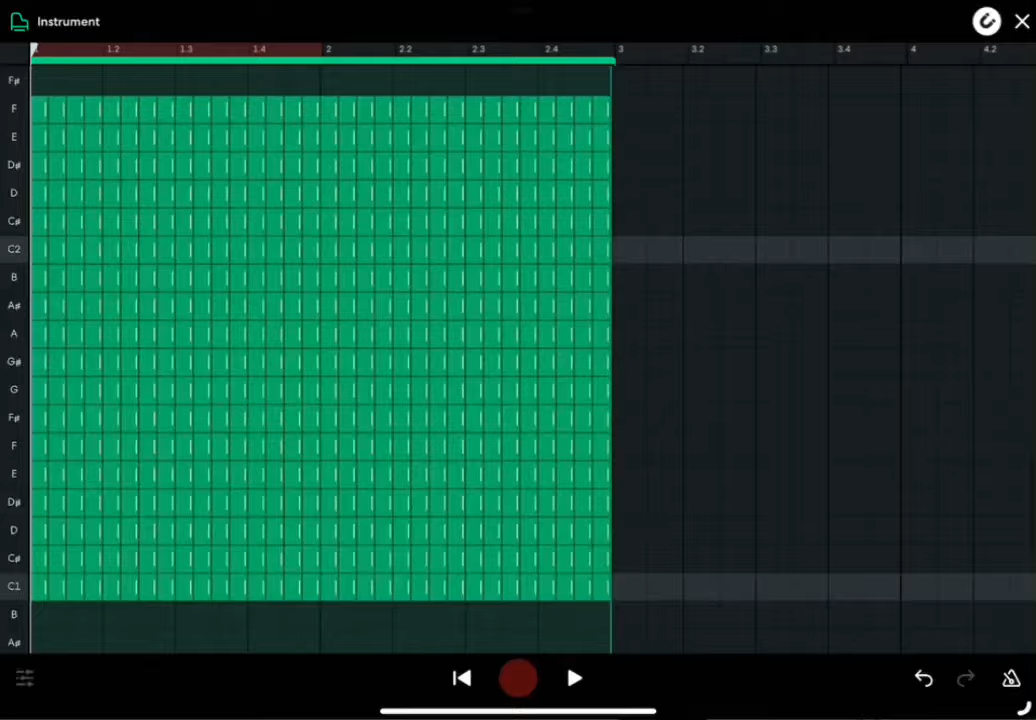 Instrument
1.2 1.3 1.4 2 2.2 2.3 2.4 3 3.2 3.3 3.4 4 4.2
F#
F
E
D#
D
C#
C2
B
A#
A
G#
G
F#
F
E
D#
D
C#
C1
B
A#